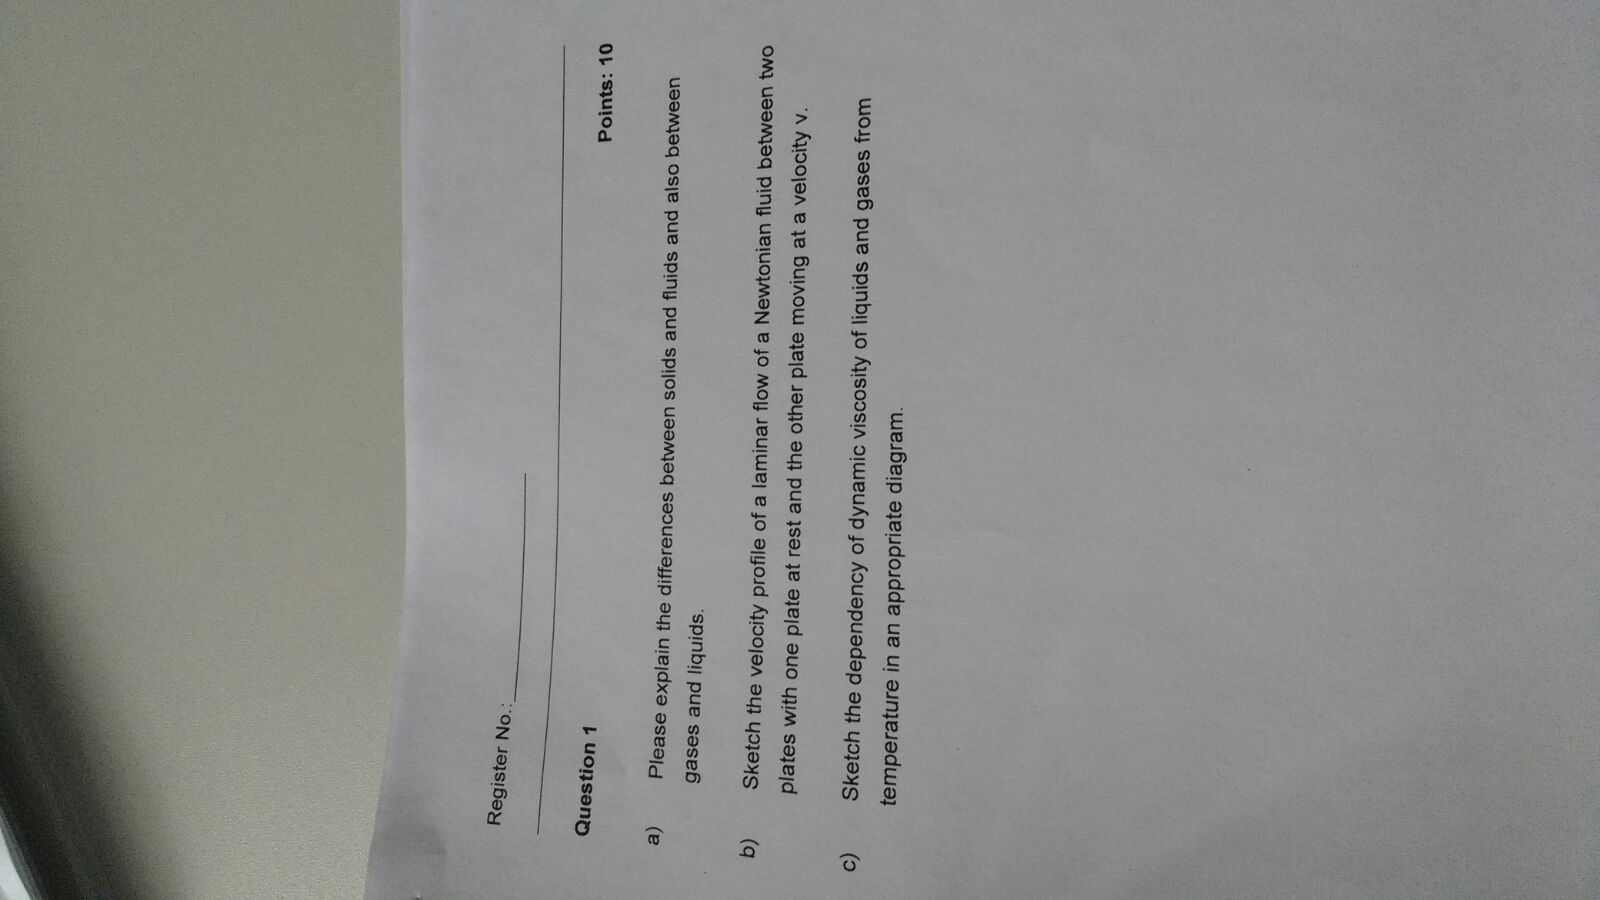 Register No.:
Question 1
Points: 10
a) Please explain the differences between solids and fluids and also between
gases and liquids.
b) Sketch the velocity profile of a laminar flow of a Newtonian fluid between two
plates with one plate at rest and the other plate moving at a velocity v.
c) Sketch the dependency of dynamic viscosity of liquids and gases from
temperature in an appropriate diagram.